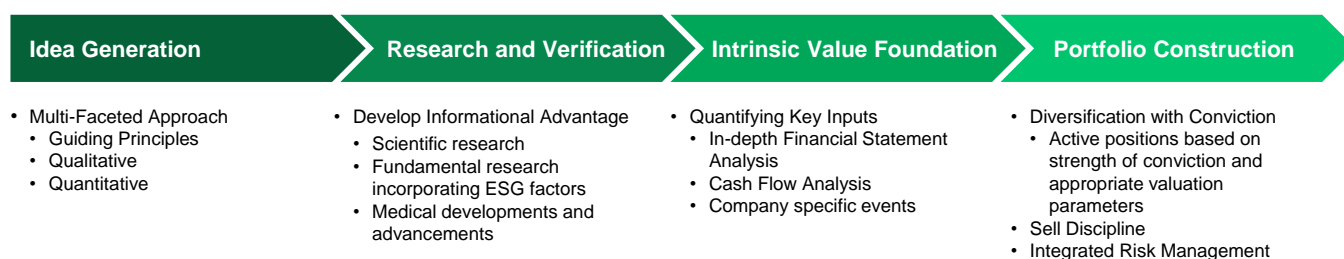 Idea Generation
Research and Verification
Intrinsic Value Foundation
Portfolio Construction
• Multi-Faceted Approach
• Guiding Principles
• Qualitative
• Quantitative
• Develop Informational Advantage
• Scientific research
• Fundamental research
incorporating ESG factors
• Medical developments and
advancements
• Quantifying Key Inputs
• In-depth Financial Statement
Analysis
• Cash Flow Analysis
• Company specific events
• Diversification with Conviction
• Active positions based on
strength of conviction and
appropriate valuation
parameters
• Sell Discipline
• Integrated Risk Management